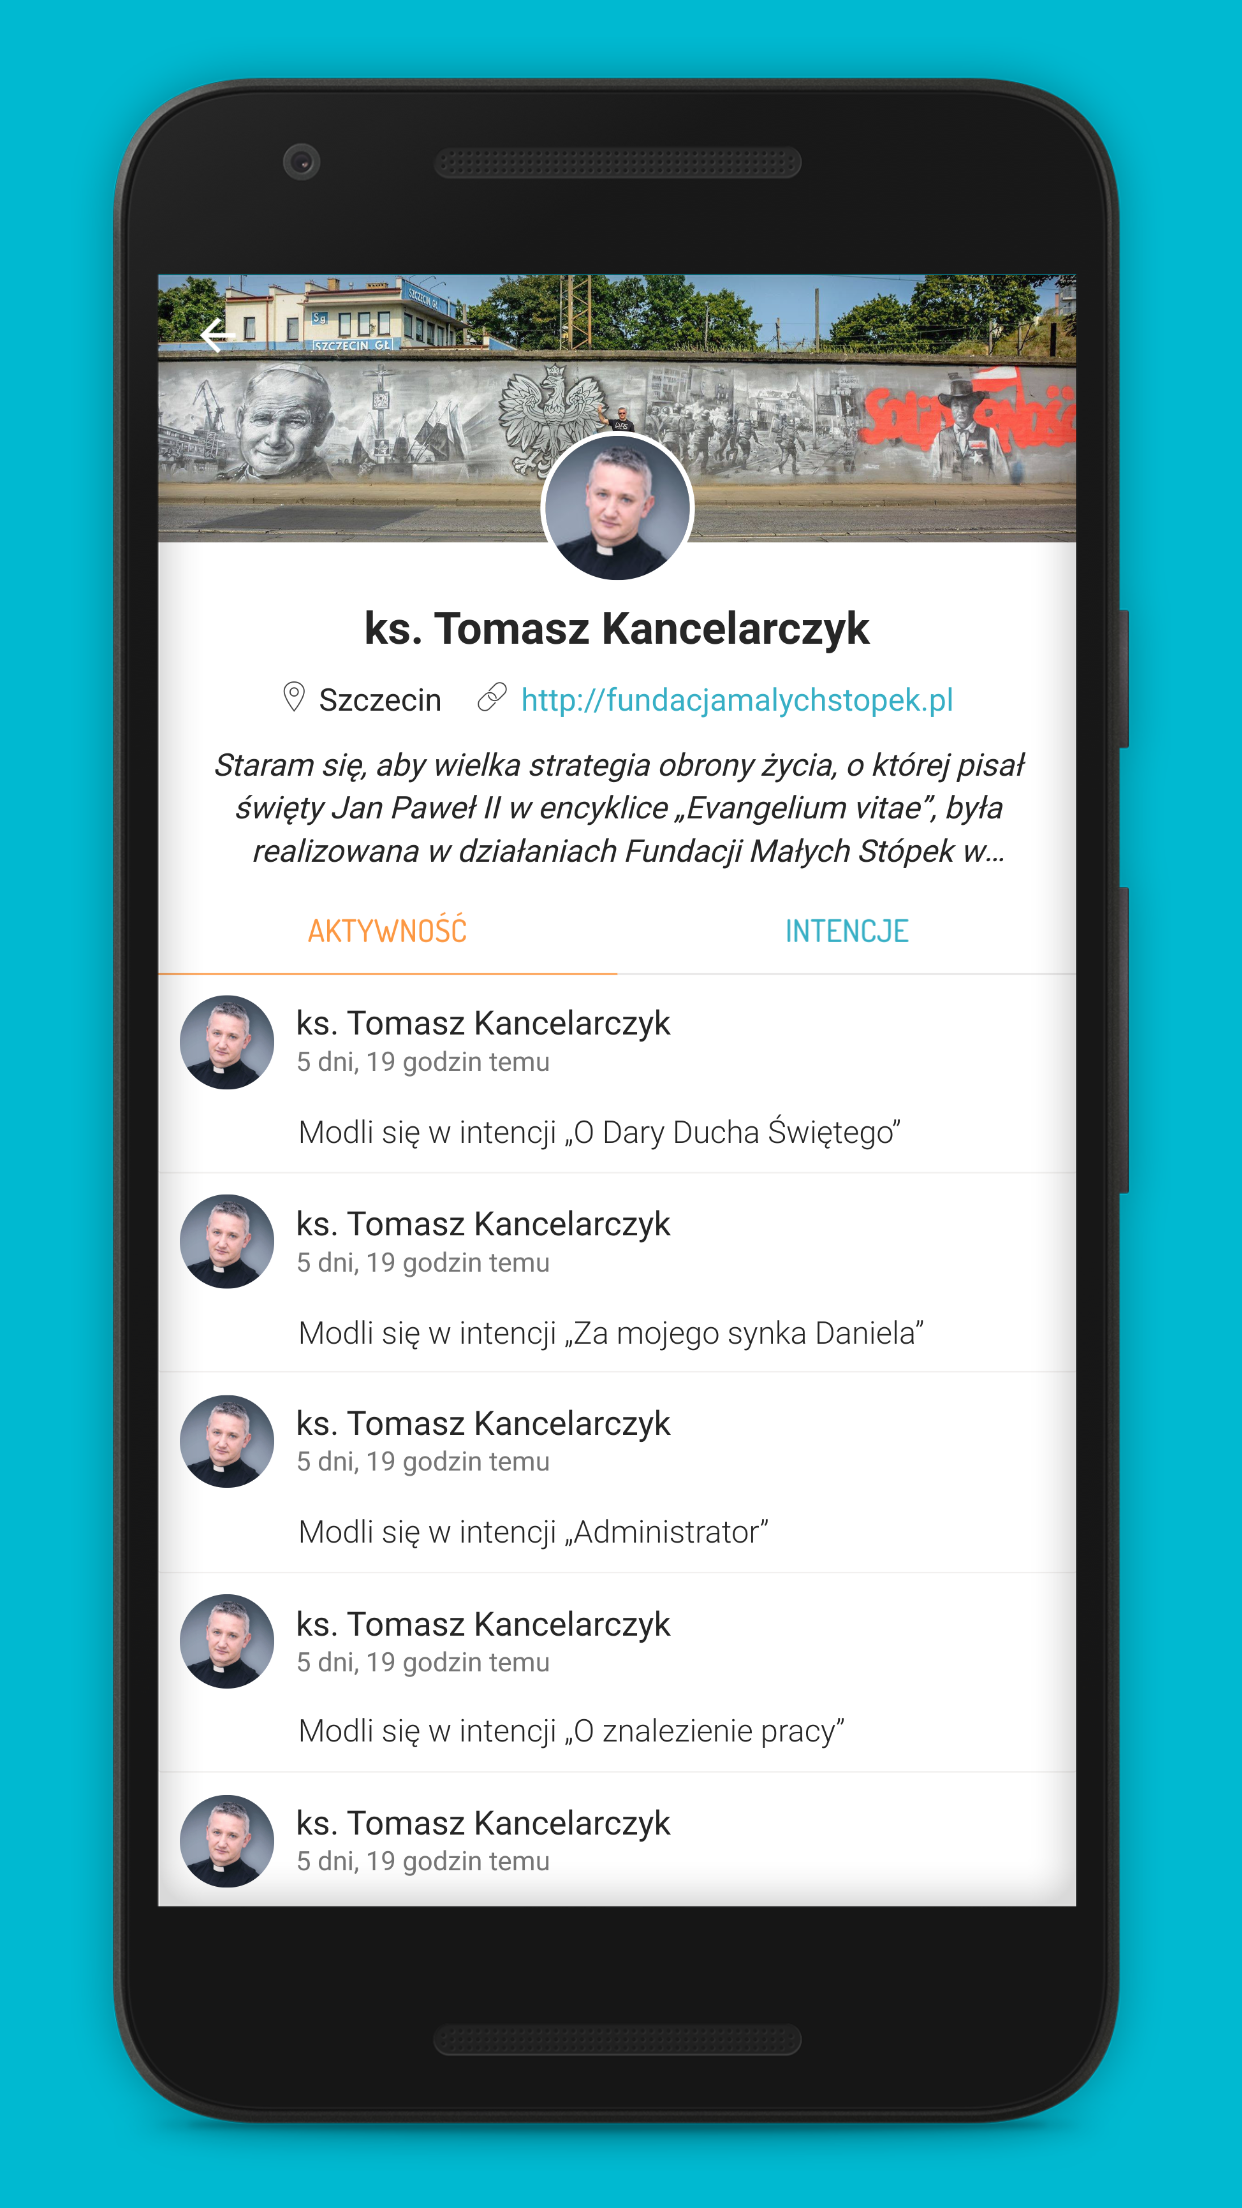 SZCZECIN GŁ.
Sg
SZCZECIN GŁ
Solidarność
ks. Tomasz Kancelarczyk
Szczecin http://fundacjamalychstopek.pl
Staram się, aby wielka strategia obrony życia, o której pisał
święty Jan Paweł II w encyklice „Evangelium vitae”, była
realizowana w działaniach Fundacji Małych Stópek w...
AKTYWNOŚĆ INTENCJE
ks. Tomasz Kancelarczyk
5 dni, 19 godzin temu
Modli się w intencji „O Dary Ducha Świętego”
ks. Tomasz Kancelarczyk
5 dni, 19 godzin temu
Modli się w intencji „Za mojego synka Daniela”
ks. Tomasz Kancelarczyk
5 dni, 19 godzin temu
Modli się w intencji „Administrator”
ks. Tomasz Kancelarczyk
5 dni, 19 godzin temu
Modli się w intencji „O znalezienie pracy”
ks. Tomasz Kancelarczyk
5 dni, 19 godzin temu